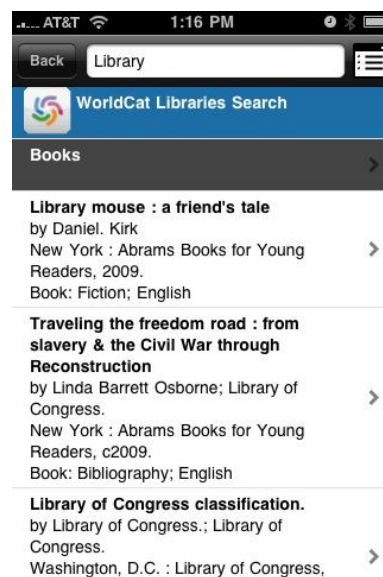 AT&T 1:16 PM
Back Library
WorldCat Libraries Search
Books
Library mouse : a friend's tale
by Daniel. Kirk
New York : Abrams Books for Young
Readers, 2009.
Book: Fiction; English
Traveling the freedom road : from
slavery & the Civil War through
Reconstruction
by Linda Barrett Osborne; Library of
Congress.
New York : Abrams Books for Young
Readers, c2009.
Book: Bibliography; English
Library of Congress classification.
by Library of Congress.; Library of
Congress.
Washington, D.C. : Library of Congress,